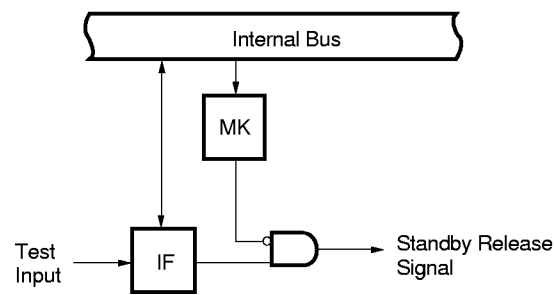 Internal Bus
MK
Test
Input
IF
Standby Release
Signal